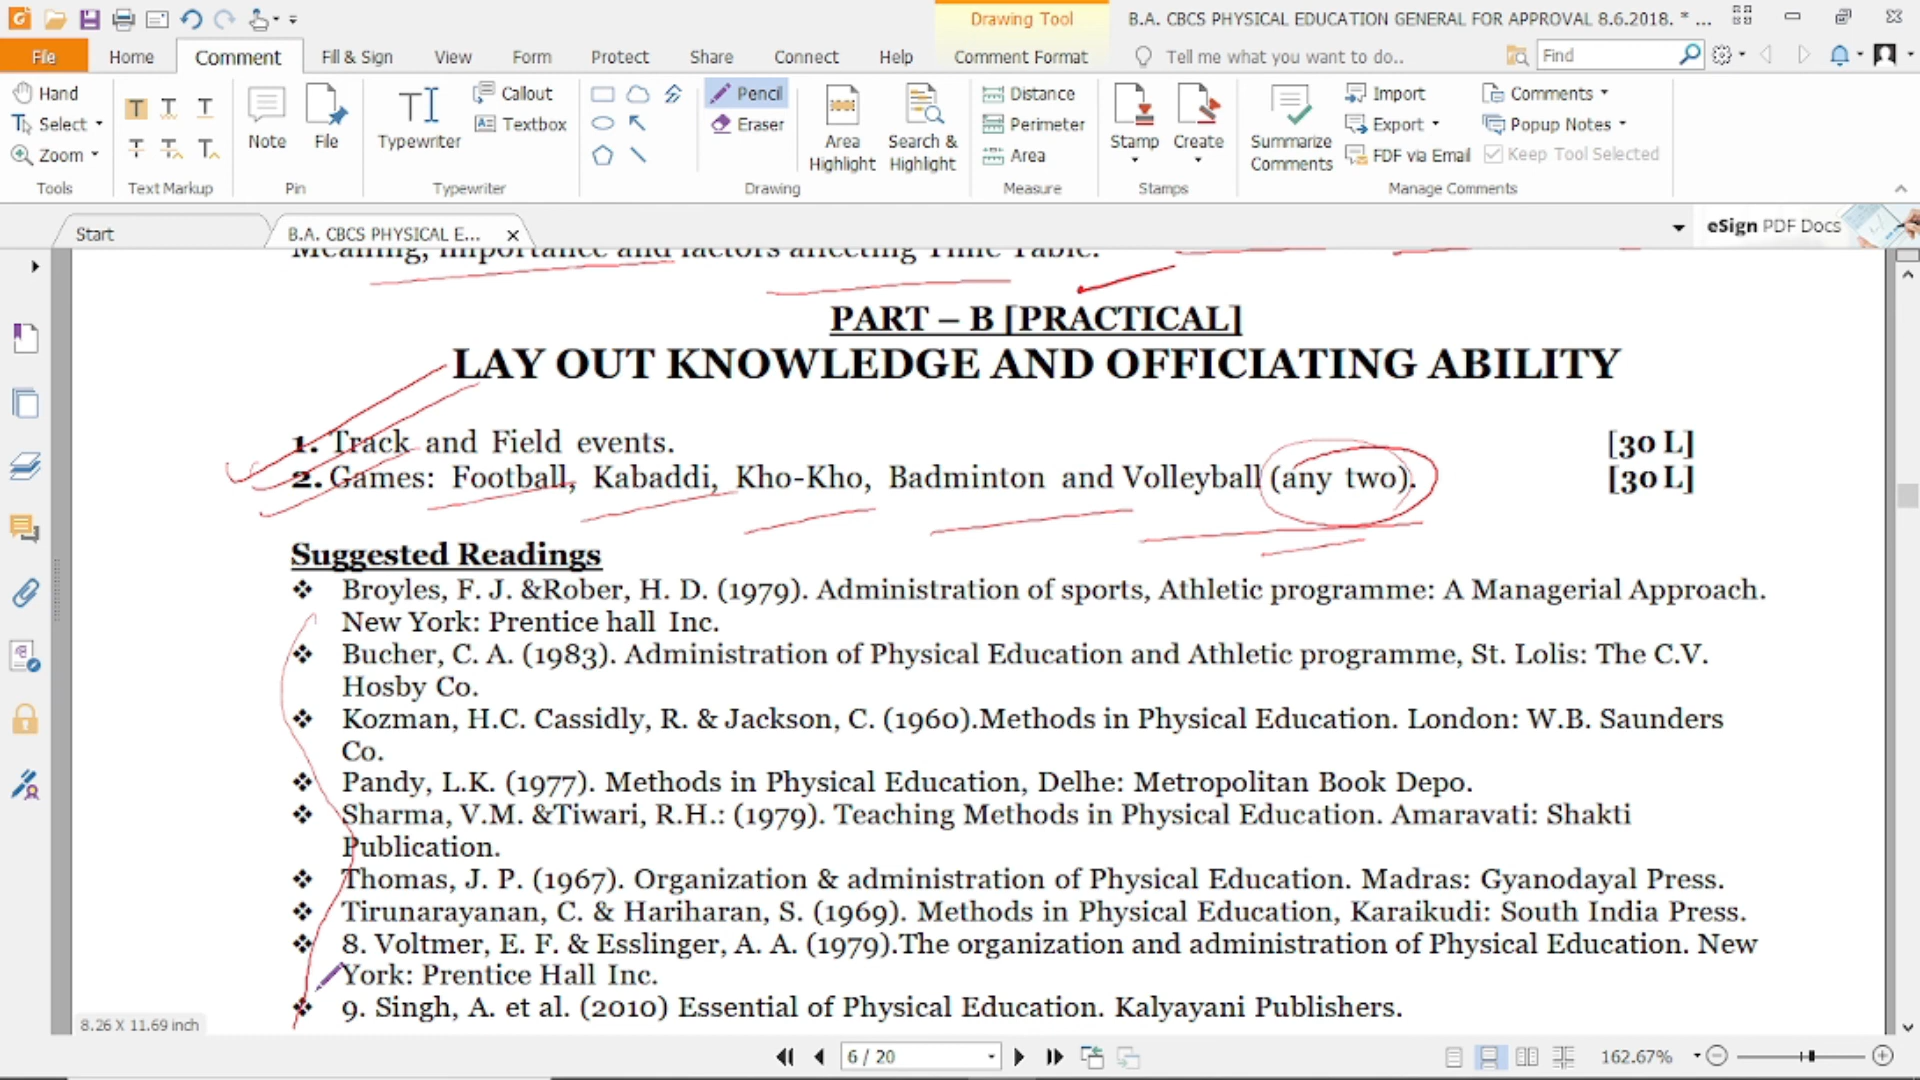 Drawing Tool
B.A. CBCS PHYSICAL EDUCATION GENERAL FOR APPROVAL 8.6.2018. * ...
File Home Comment Fill & Sign View Form Protect Share Connect Help Comment Format Tell me what you want to do.. Find
Hand
Select
Zoom
Tools
Text Markup
Note
File
Pin
Typewriter
Callout
Textbox
Typewriter
Pencil
Eraser
Drawing
Area
Highlight
Search &
Highlight
Distance
Perimeter
Area
Measure
Stamp
Create
Stamps
Summarize
Comments
Import
Export
FDF via Email
Comments
Popup Notes
Keep Tool Selected
Manage Comments
Start
B.A. CBCS PHYSICAL E...
eSign PDF Docs
Meaning, importance and factors affecting Time Table.
PART – B [PRACTICAL]
LAY OUT KNOWLEDGE AND OFFICIATING ABILITY
1. Track and Field events. [30 L]
2. Games: Football, Kabaddi, Kho-Kho, Badminton and Volleyball (any two). [30 L]
Suggested Readings
❖ Broyles, F. J. &Rober, H. D. (1979). Administration of sports, Athletic programme: A Managerial Approach.
New York: Prentice hall Inc.
❖ Bucher, C. A. (1983). Administration of Physical Education and Athletic programme, St. Lolis: The C.V.
Hosby Co.
❖ Kozman, H.C. Cassidly, R. & Jackson, C. (1960).Methods in Physical Education. London: W.B. Saunders
Co.
❖ Pandy, L.K. (1977). Methods in Physical Education, Delhe: Metropolitan Book Depo.
❖ Sharma, V.M. &Tiwari, R.H.: (1979). Teaching Methods in Physical Education. Amaravati: Shakti
Publication.
❖ Thomas, J. P. (1967). Organization & administration of Physical Education. Madras: Gyanodayal Press.
❖ Tirunarayanan, C. & Hariharan, S. (1969). Methods in Physical Education, Karaikudi: South India Press.
❖ 8. Voltmer, E. F. & Esslinger, A. A. (1979).The organization and administration of Physical Education. New
York: Prentice Hall Inc.
❖ 9. Singh, A. et al. (2010) Essential of Physical Education. Kalyayani Publishers.
8.26 X 11.69 inch
6 / 20
162.67%